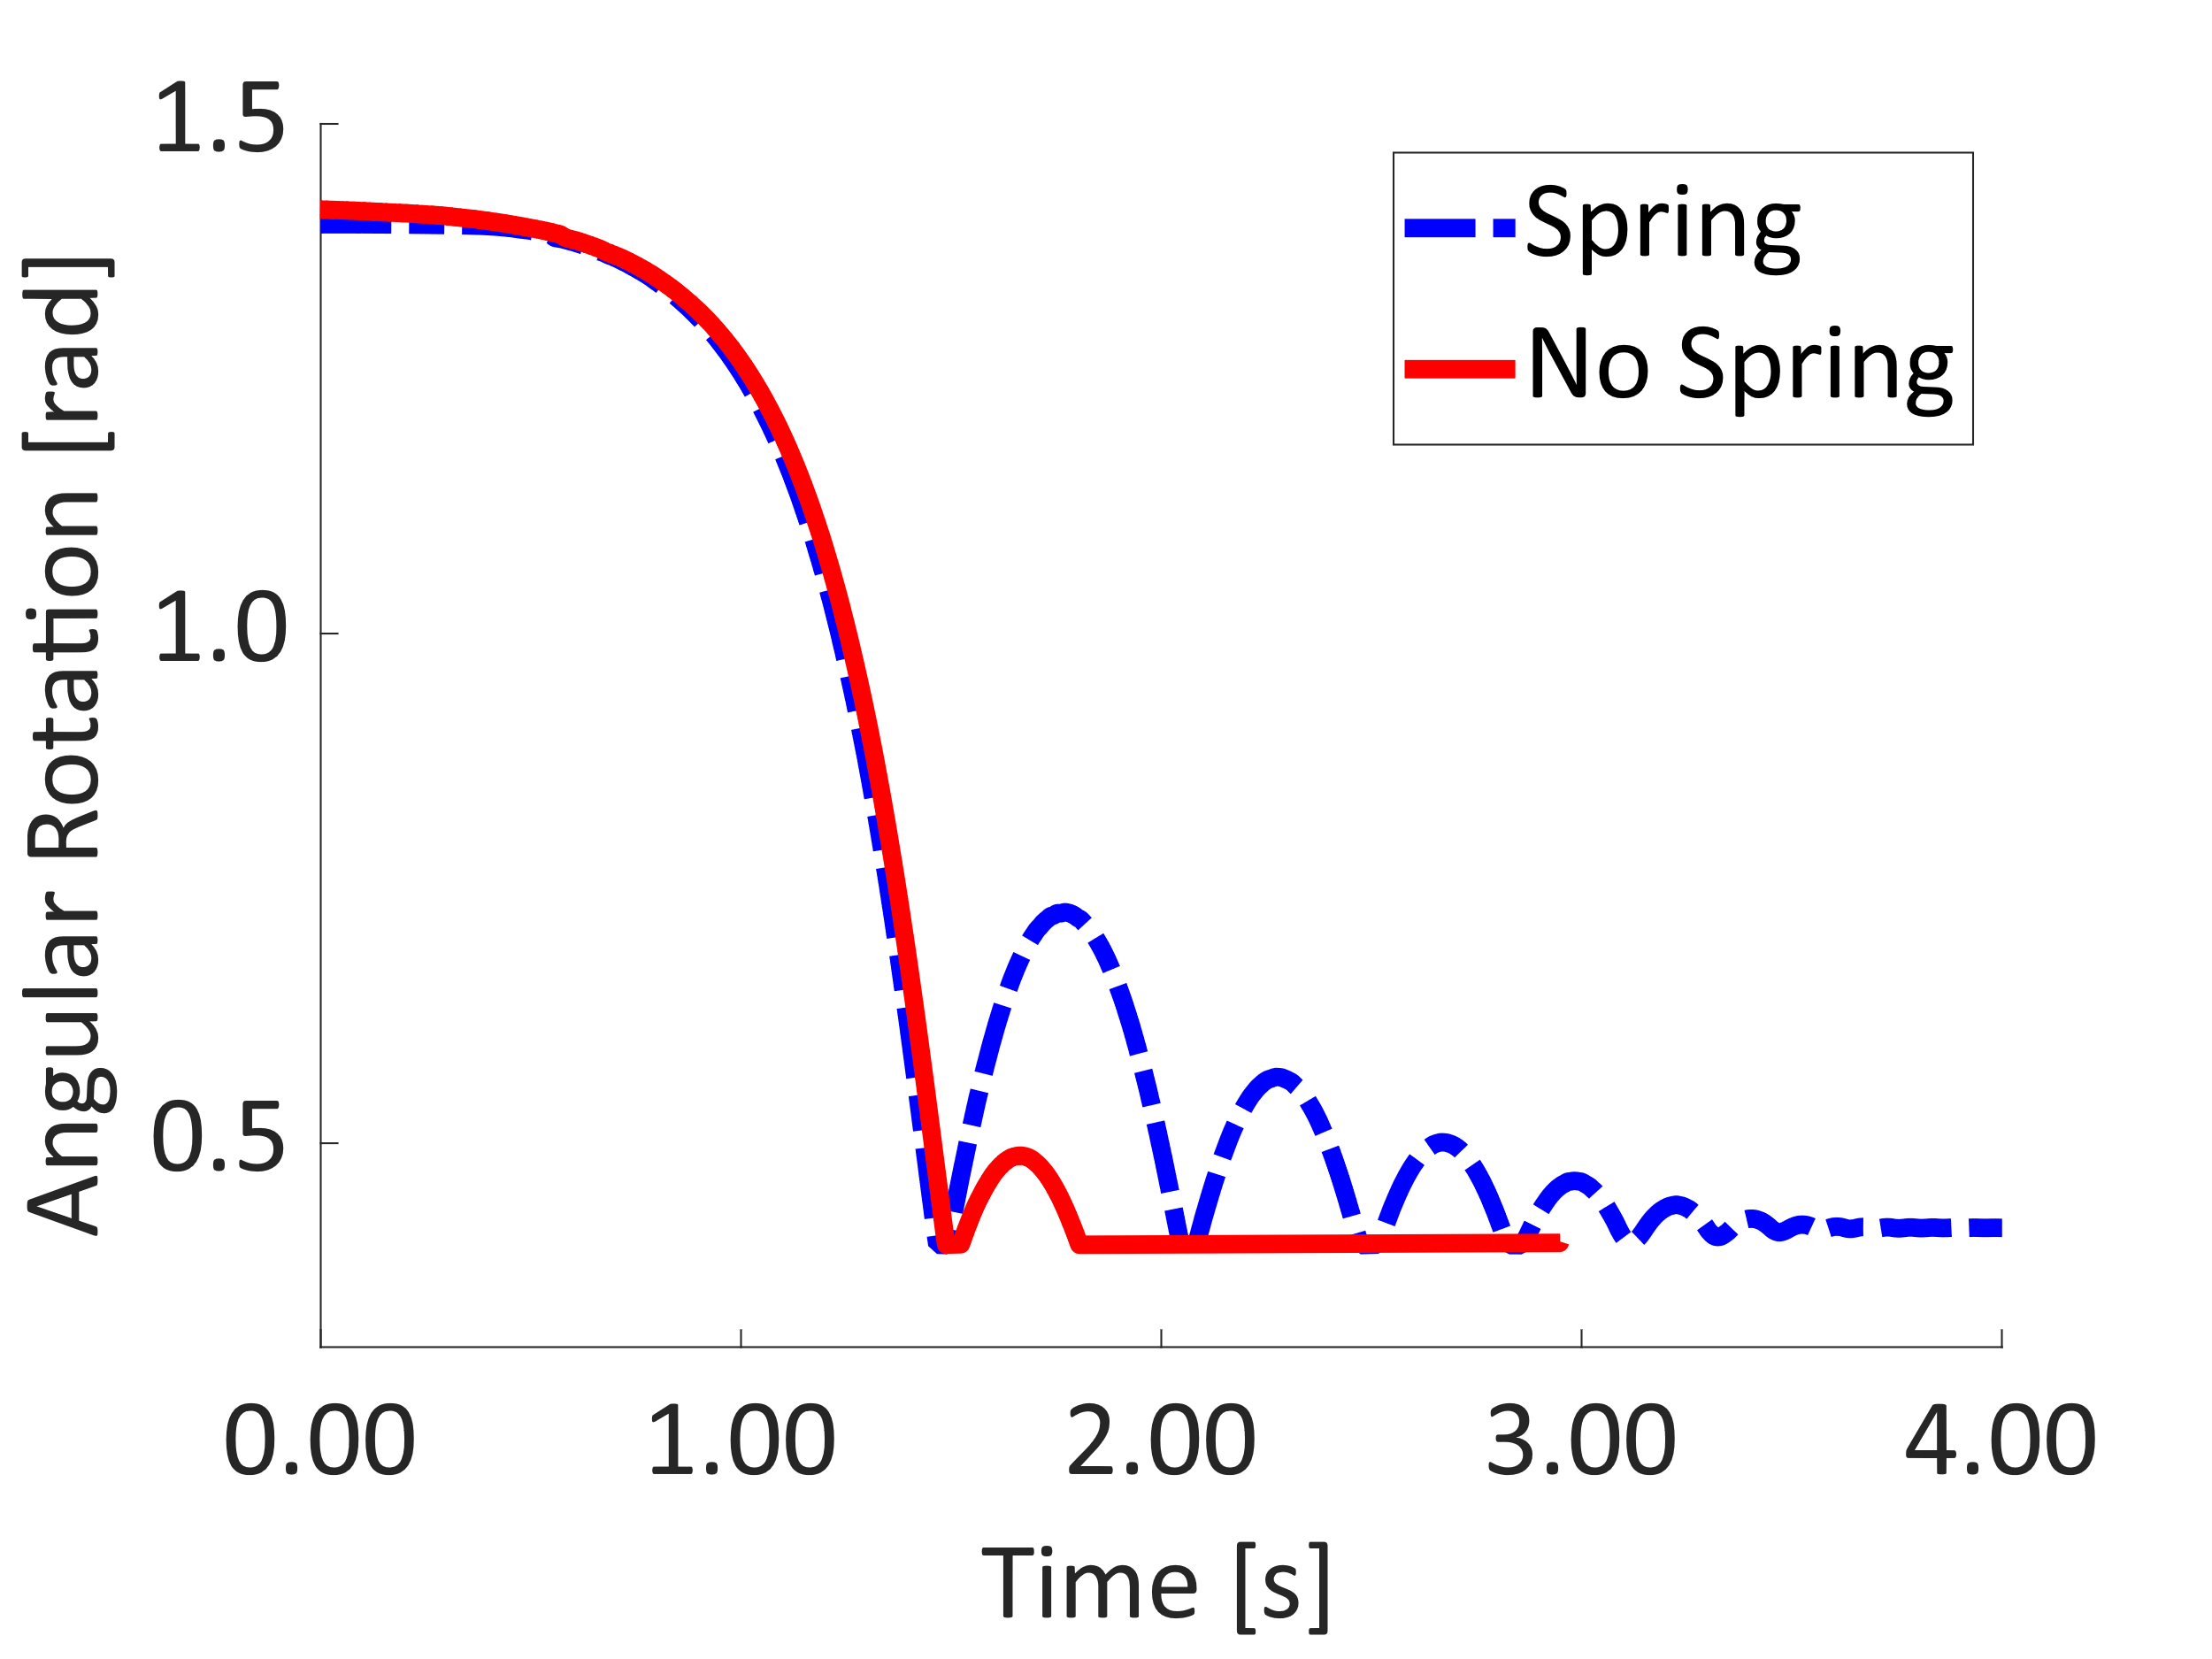 Angular Rotation [rad]
1.5
1.0
0.5
Spring
No Spring
0.00 1.00 2.00 3.00 4.00
Time [s]